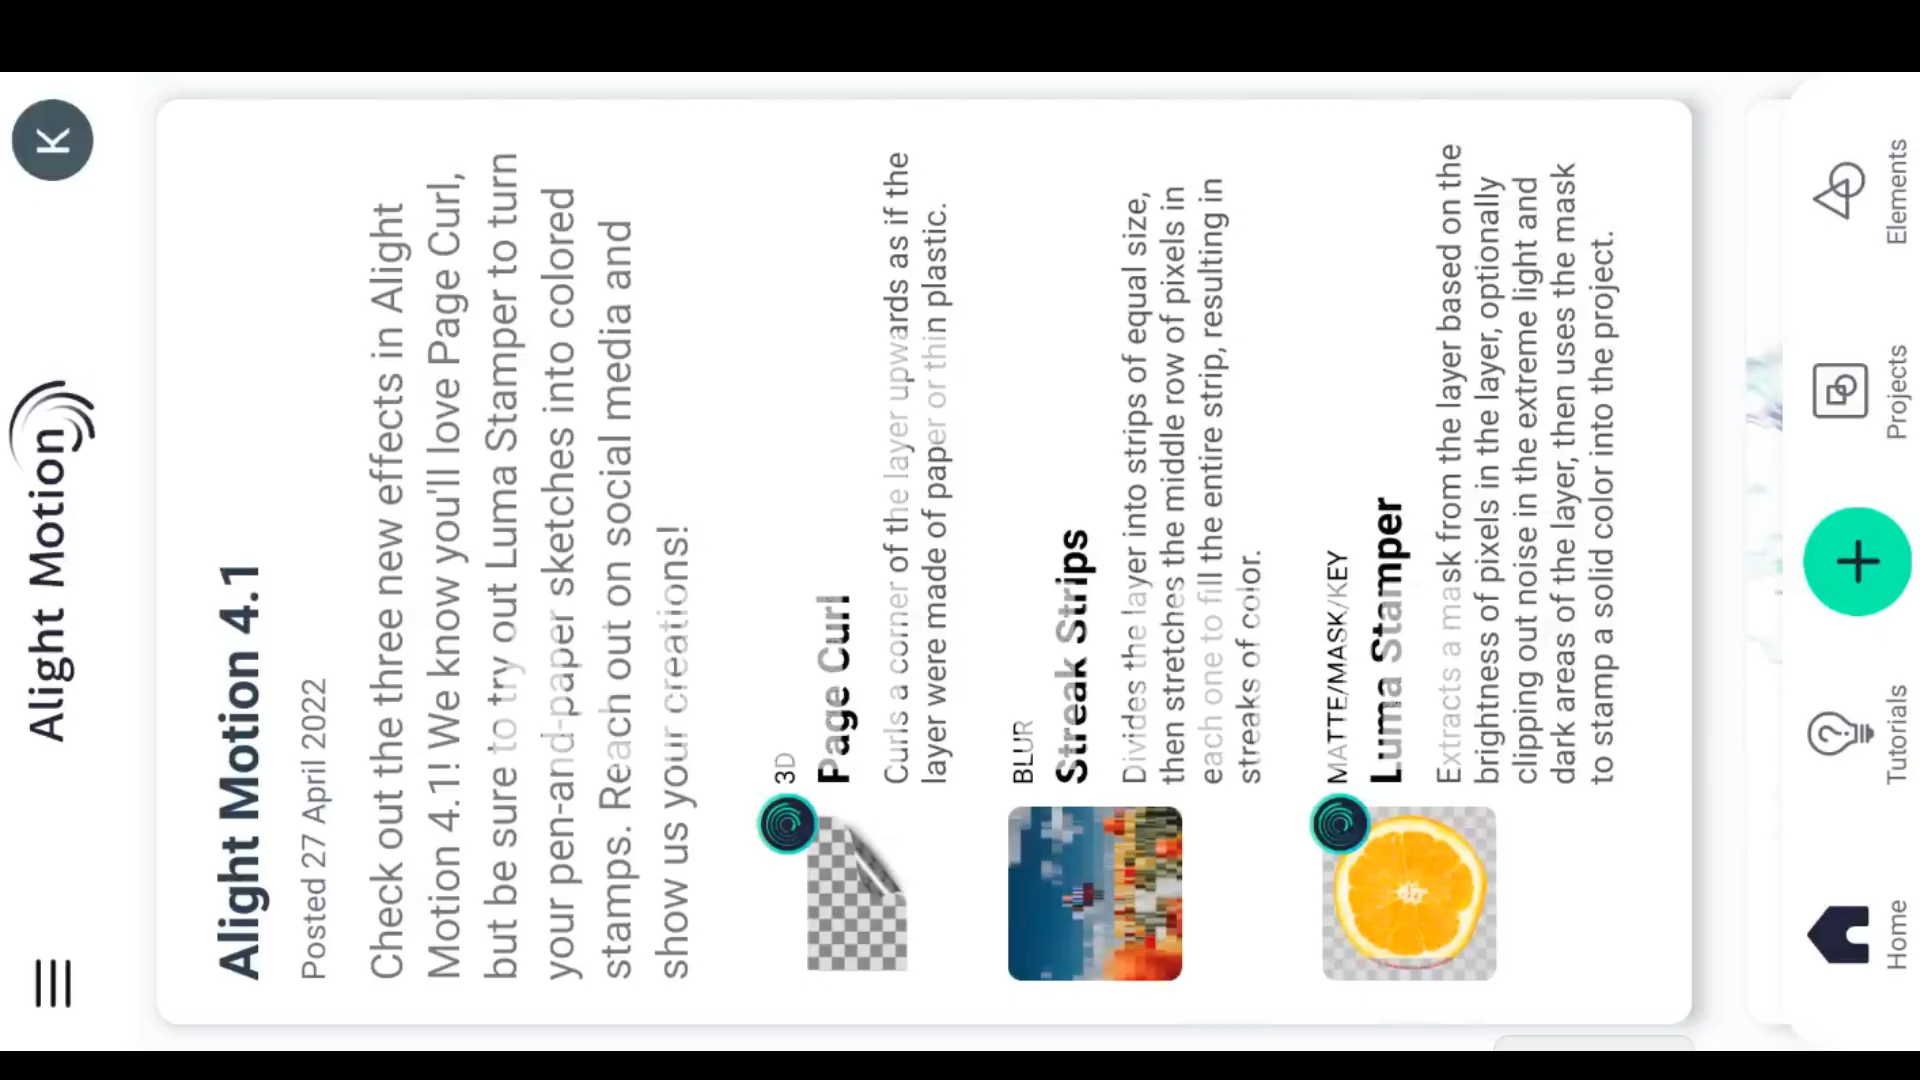 Alight Motion
K
Alight Motion 4.1
Posted 27 April 2022
Check out the three new effects in Alight
Motion 4.1! We know you'll love Page Curl,
but be sure to try out Luma Stamper to turn
your pen-and-paper sketches into colored
stamps. Reach out on social media and
show us your creations!
3D
Page Curl
Curls a corner of the layer upwards as if the
layer were made of paper or thin plastic.
BLUR
Streak Strips
Divides the layer into strips of equal size,
then stretches the middle row of pixels in
each one to fill the entire strip, resulting in
streaks of color.
MATTE/MASK/KEY
Luma Stamper
Extracts a mask from the layer based on the
brightness of pixels in the layer, optionally
clipping out noise in the extreme light and
dark areas of the layer, then uses the mask
to stamp a solid color into the project.
Home
Tutorials
Projects
Elements